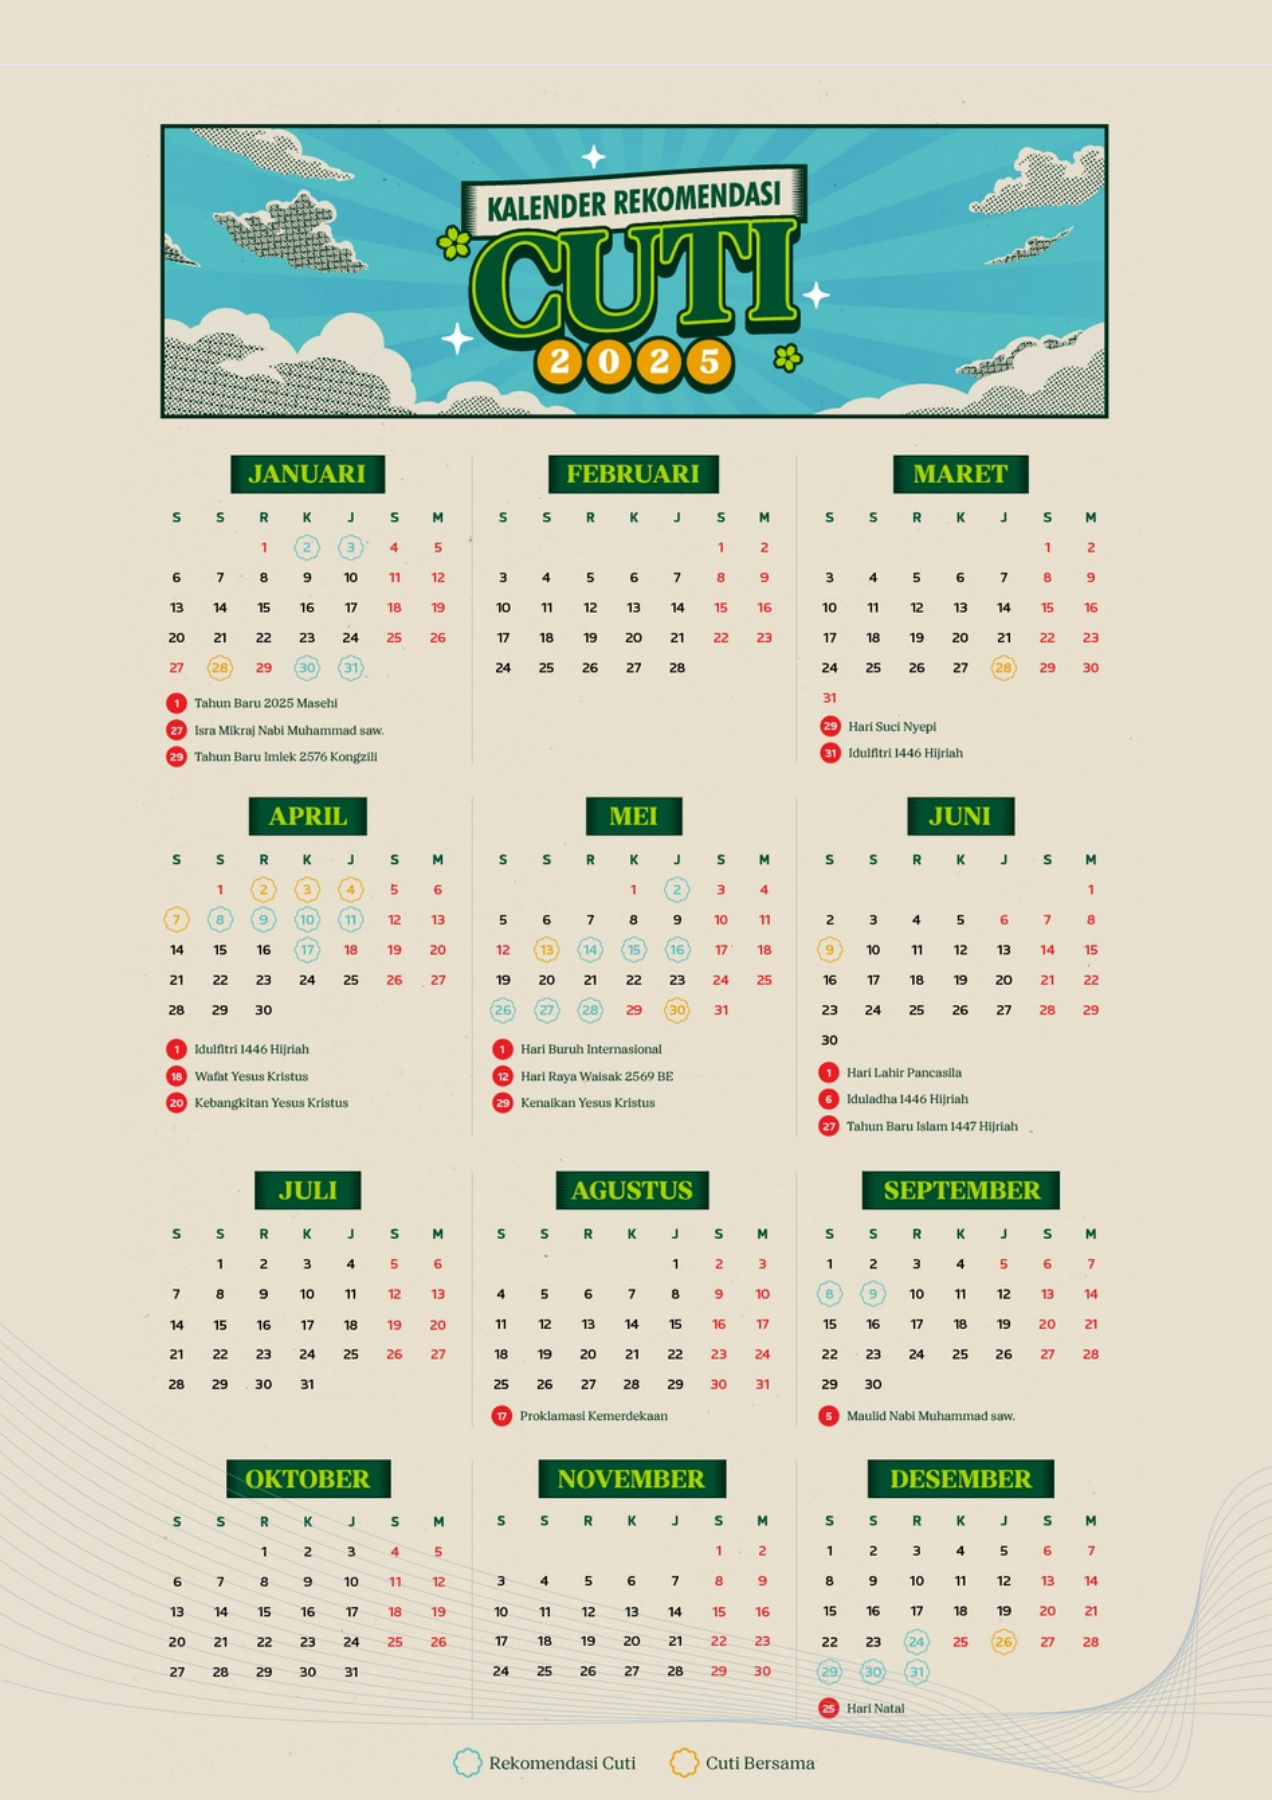 KALENDER REKOMENDASI
CUTI
2025
JANUARI
S S R K J S M
1 2 3 4 5
6 7 8 9 10 11 12
13 14 15 16 17 18 19
20 21 22 23 24 25 26
27 28 29 30 31
1 Tahun Baru 2025 Masehi
27 Isra Mikraj Nabi Muhammad saw.
29 Tahun Baru Imlek 2576 Kongzili
FEBRUARI
S S R K J S M
1 2
3 4 5 6 7 8 9
10 11 12 13 14 15 16
17 18 19 20 21 22 23
24 25 26 27 28
MARET
S S R K J S M
1 2
3 4 5 6 7 8 9
10 11 12 13 14 15 16
17 18 19 20 21 22 23
24 25 26 27 28 29 30
31
29 Hari Suci Nyepi
31 Idulfitri 1446 Hijriah
APRIL
S S R K J S M
1 2 3 4 5 6
7 8 9 10 11 12 13
14 15 16 17 18 19 20
21 22 23 24 25 26 27
28 29 30
1 Idulfitri 1446 Hijriah
18 Wafat Yesus Kristus
20 Kebangkitan Yesus Kristus
MEI
S S R K J S M
1 2 3 4
5 6 7 8 9 10 11
12 13 14 15 16 17 18
19 20 21 22 23 24 25
26 27 28 29 30 31
1 Hari Buruh Internasional
12 Hari Raya Waisak 2569 BE
29 Kenaikan Yesus Kristus
JUNI
S S R K J S M
1
2 3 4 5 6 7 8
9 10 11 12 13 14 15
16 17 18 19 20 21 22
23 24 25 26 27 28 29
30
1 Hari Lahir Pancasila
6 Iduladha 1446 Hijriah
27 Tahun Baru Islam 1447 Hijriah
JULI
S S R K J S M
1 2 3 4 5 6
7 8 9 10 11 12 13
14 15 16 17 18 19 20
21 22 23 24 25 26 27
28 29 30 31
AGUSTUS
S S R K J S M
1 2 3
4 5 6 7 8 9 10
11 12 13 14 15 16 17
18 19 20 21 22 23 24
25 26 27 28 29 30 31
17 Proklamasi Kemerdekaan
SEPTEMBER
S S R K J S M
1 2 3 4 5 6 7
8 9 10 11 12 13 14
15 16 17 18 19 20 21
22 23 24 25 26 27 28
29 30
5 Maulid Nabi Muhammad saw.
OKTOBER
S S R K J S M
1 2 3 4 5
6 7 8 9 10 11 12
13 14 15 16 17 18 19
20 21 22 23 24 25 26
27 28 29 30 31
NOVEMBER
S S R K J S M
1 2
3 4 5 6 7 8 9
10 11 12 13 14 15 16
17 18 19 20 21 22 23
24 25 26 27 28 29 30
DESEMBER
S S R K J S M
1 2 3 4 5 6 7
8 9 10 11 12 13 14
15 16 17 18 19 20 21
22 23 24 25 26 27 28
29 30 31
25 Hari Natal
Rekomendasi Cuti
Cuti Bersama